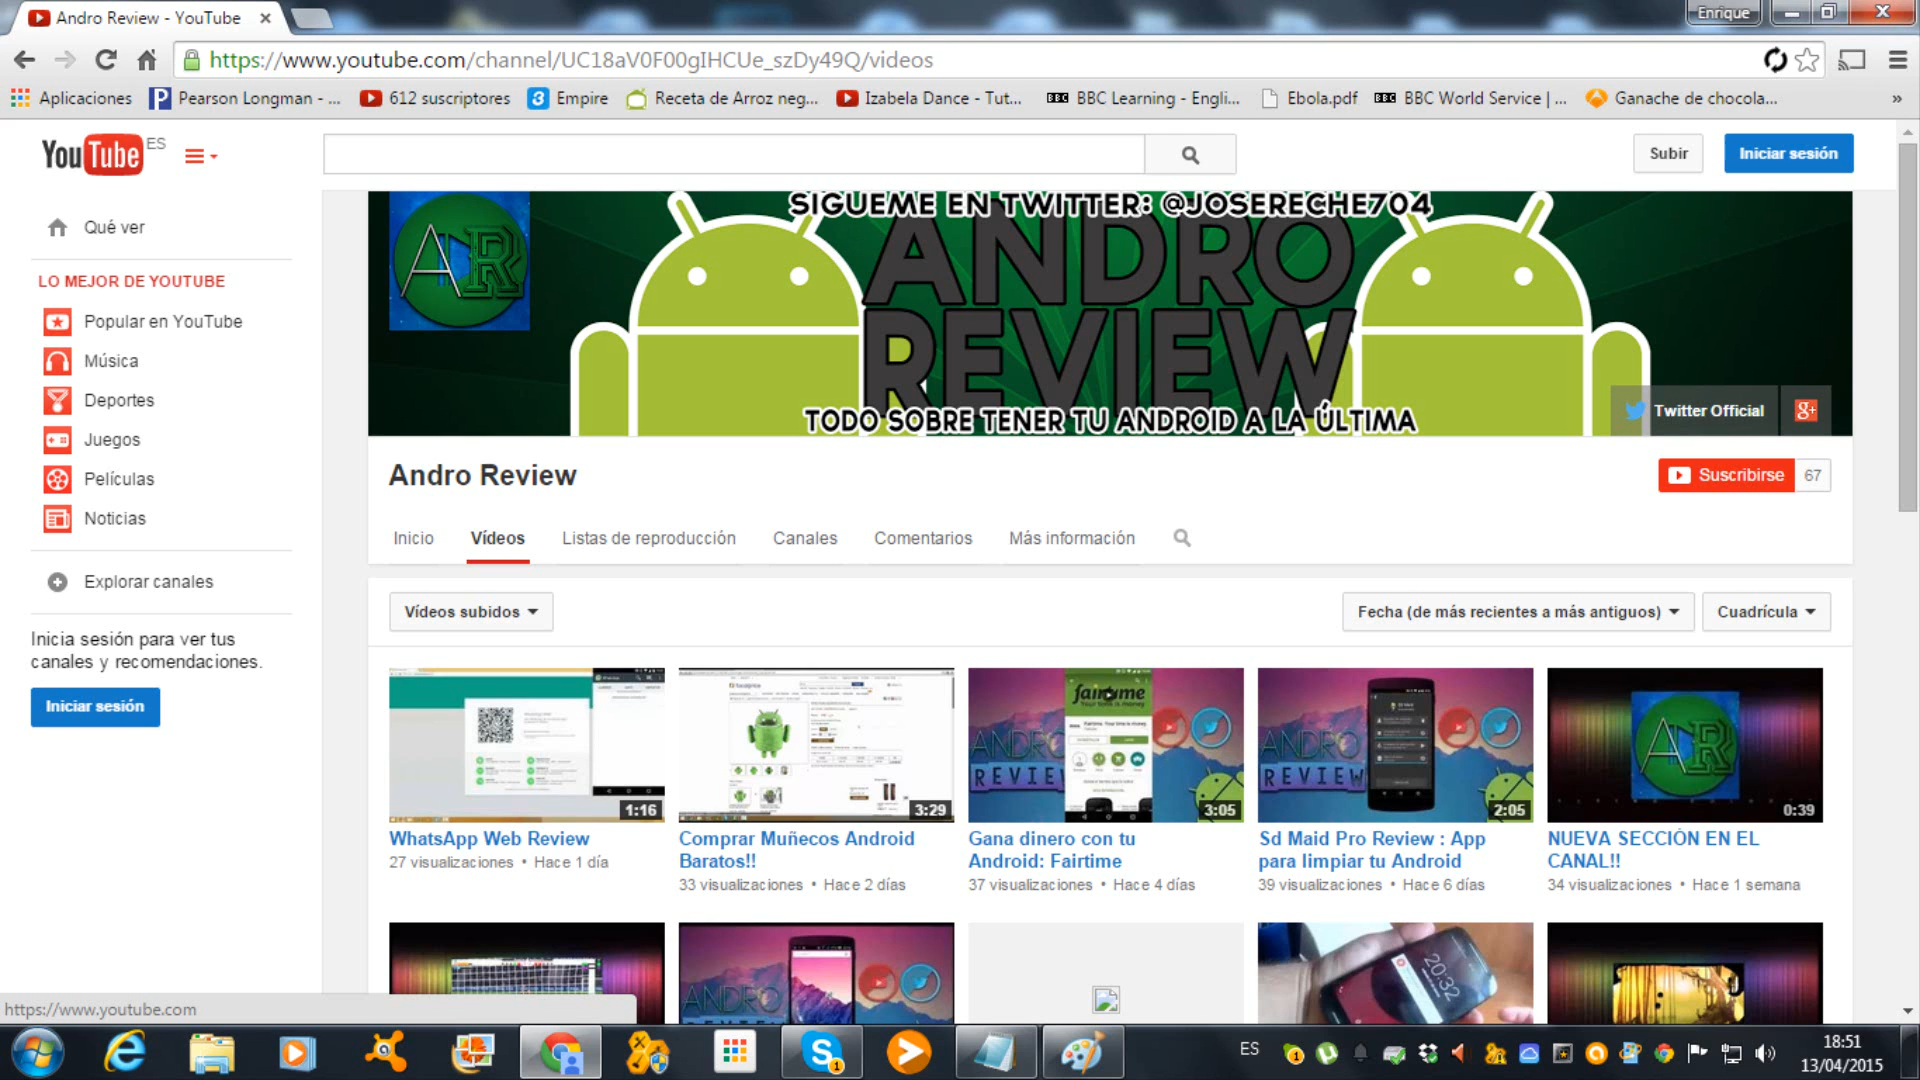 Andro Review - YouTube
Enrique
https://www.youtube.com/channel/UC18aV0F00gIHCUe_szDy49Q/videos
Aplicaciones
Pearson Longman - ...
612 suscriptores
Empire
Receta de Arroz neg...
Izabela Dance - Tut...
BBC Learning - Engli...
Ebola.pdf
BBC World Service | ...
Ganache de chocola...
»
YouTube ES
Subir
Iniciar sesión
Qué ver
LO MEJOR DE YOUTUBE
Popular en YouTube
Música
Deportes
Juegos
Películas
Noticias
Explorar canales
Inicia sesión para ver tus
canales y recomendaciones.
Iniciar sesión
SIGUEME EN TWITTER: @JOSERECHE704
ANDRO
REVIEW
TODO SOBRE TENER TU ANDROID A LA ÚLTIMA
Twitter Official
Andro Review
Suscribirse 67
Inicio
Vídeos
Listas de reproducción
Canales
Comentarios
Más información
Vídeos subidos
Fecha (de más recientes a más antiguos)
Cuadrícula
1:16
WhatsApp Web Review
27 visualizaciones • Hace 1 día
3:29
Comprar Muñecos Android
Baratos!!
33 visualizaciones • Hace 2 días
fairtime
ANDRO
REVIEW
3:05
Gana dinero con tu
Android: Fairtime
37 visualizaciones • Hace 4 días
ANDRO
REVIEW
2:05
Sd Maid Pro Review : App
para limpiar tu Android
39 visualizaciones • Hace 6 días
0:39
NUEVA SECCIÓN EN EL
CANAL!!
34 visualizaciones • Hace 1 semana
ANDRO
REVIEW
20:32
https://www.youtube.com
ES
18:51
13/04/2015